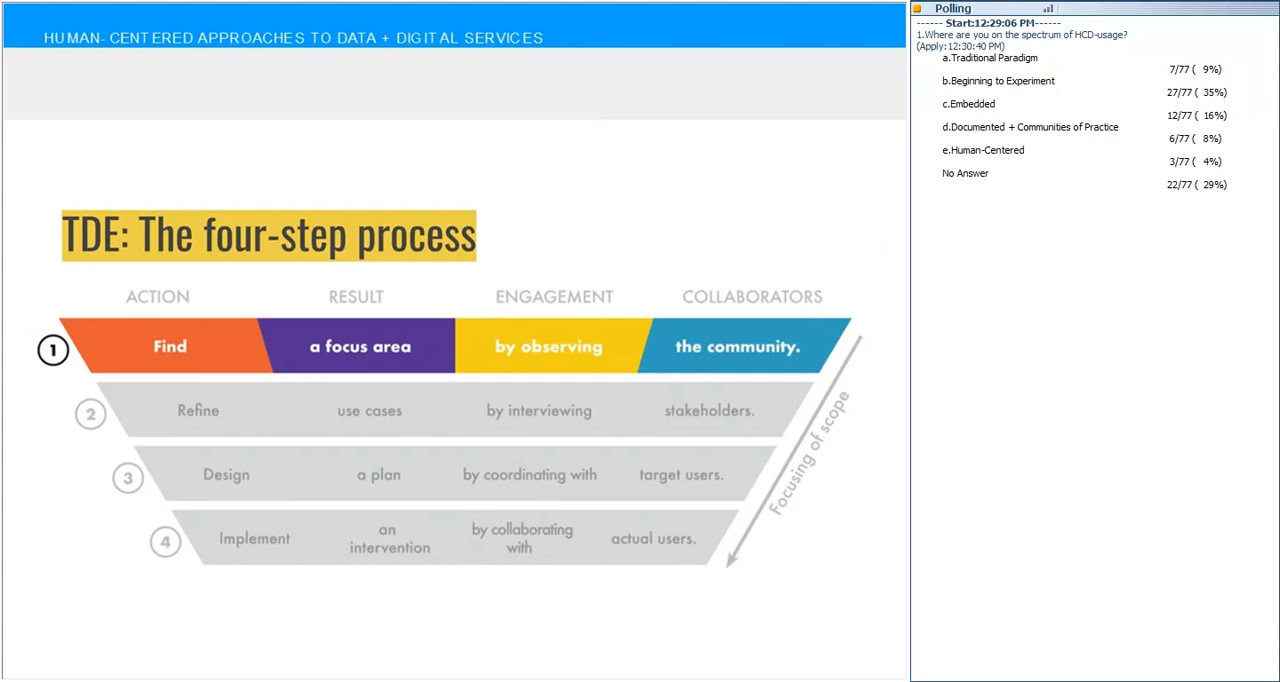 HUMAN- CENTERED APPROACHES TO DATA + DIGITAL SERVICES
TDE: The four-step process
ACTION RESULT ENGAGEMENT COLLABORATORS
1 Find a focus area by observing the community.
2 Refine use cases by interviewing stakeholders.
3 Design a plan by coordinating with target users.
4 Implement an intervention by collaborating with actual users.
Focusing of scope
Polling
------ Start:12:29:06 PM------
1.Where are you on the spectrum of HCD-usage?
(Apply:12:30:40 PM)
a.Traditional Paradigm
7/77 ( 9%)
b.Beginning to Experiment
27/77 ( 35%)
c.Embedded
12/77 ( 16%)
d.Documented + Communities of Practice
6/77 ( 8%)
e.Human-Centered
3/77 ( 4%)
No Answer
22/77 ( 29%)